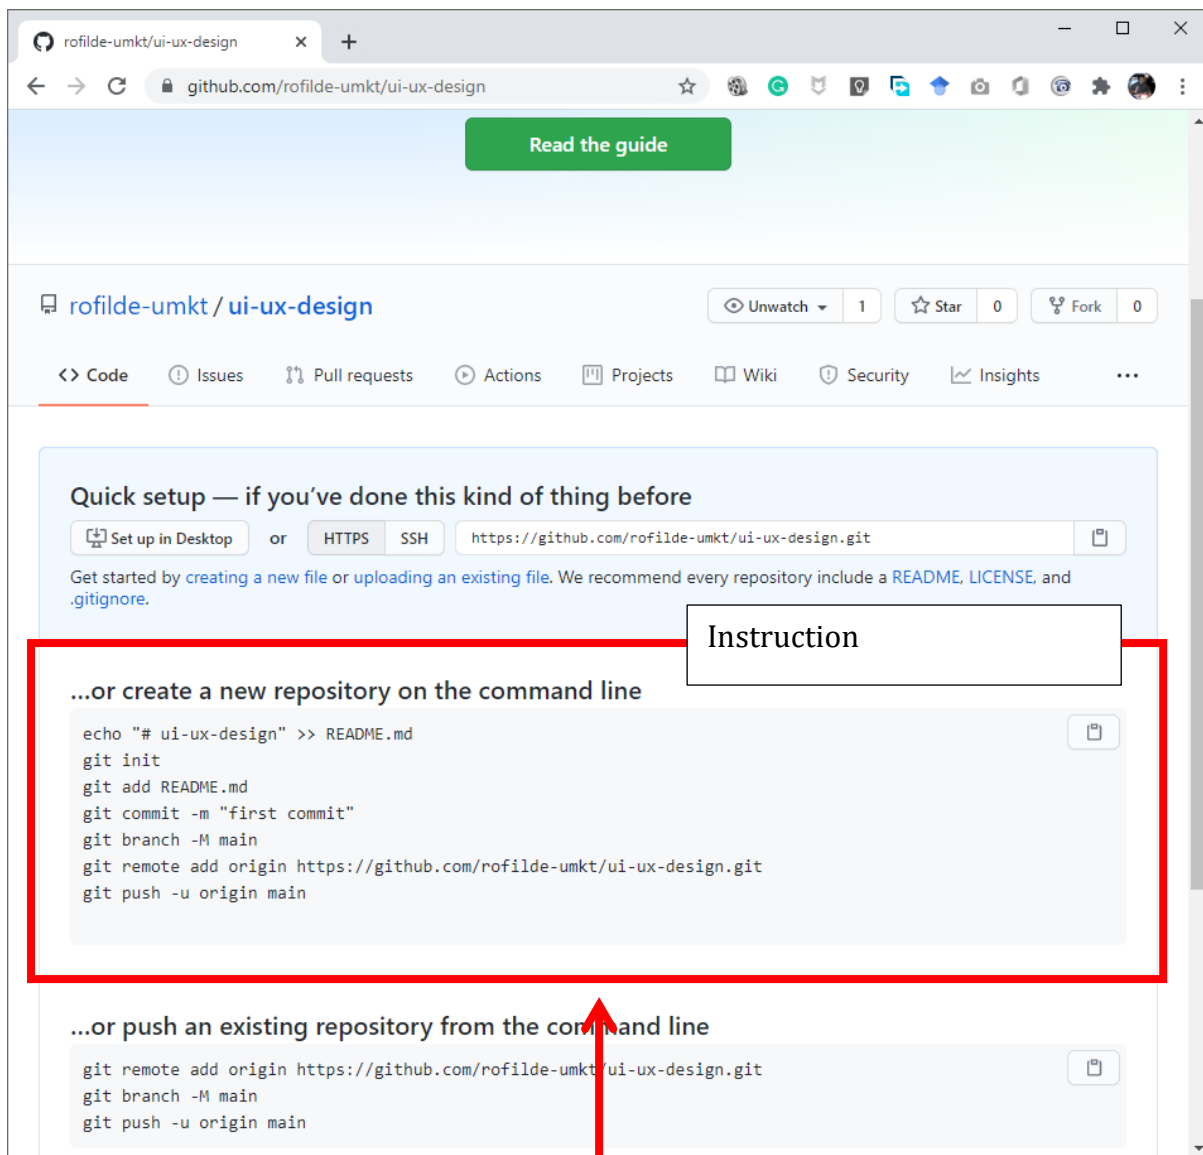 rofilde-umkt/ui-ux-design
github.com/rofilde-umkt/ui-ux-design
Read the guide
rofilde-umkt / ui-ux-design
Unwatch 1 Star 0 Fork 0
Code Issues Pull requests Actions Projects Wiki Security Insights
Quick setup — if you’ve done this kind of thing before
Set up in Desktop or HTTPS SSH https://github.com/rofilde-umkt/ui-ux-design.git
Get started by creating a new file or uploading an existing file. We recommend every repository include a README, LICENSE, and
.gitignore.
Instruction
...or create a new repository on the command line
echo "# ui-ux-design" >> README.md
git init
git add README.md
git commit -m "first commit"
git branch -M main
git remote add origin https://github.com/rofilde-umkt/ui-ux-design.git
git push -u origin main
...or push an existing repository from the command line
git remote add origin https://github.com/rofilde-umkt/ui-ux-design.git
git branch -M main
git push -u origin main